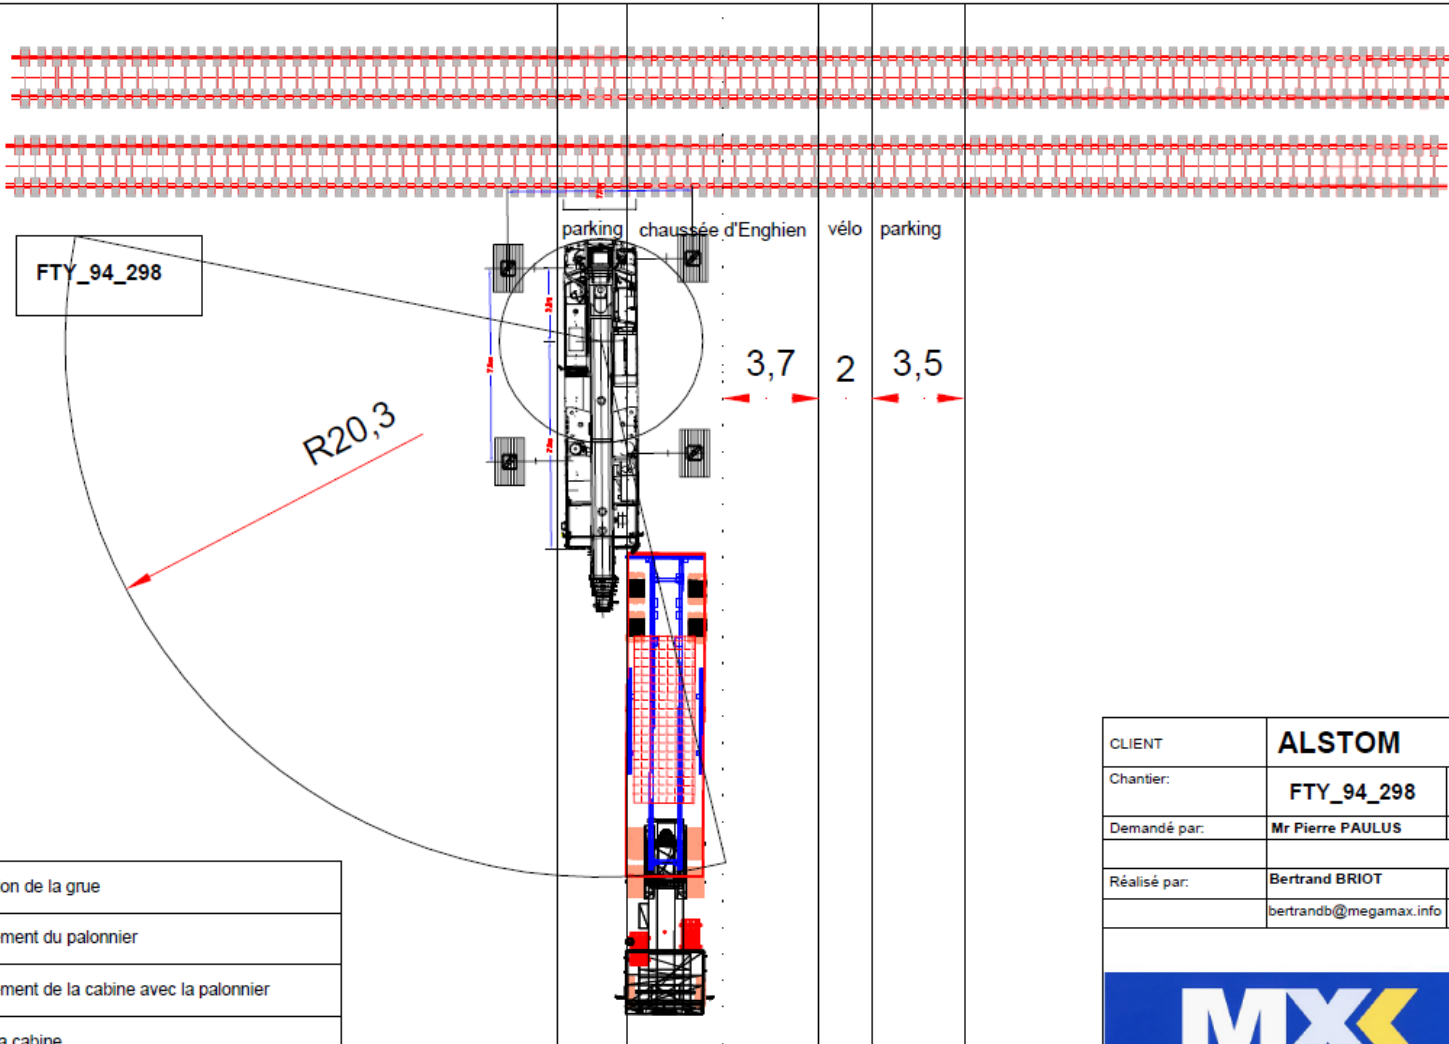 parking chaussée d'Enghien vélo parking
FTY_94_298
3,7 2 3,5
R20,3
CLIENT ALSTOM
Chantier: FTY_94_298
Demandé par: Mr Pierre PAULUS
Réalisé par: Bertrand BRIOT
bertrandb@megamax.info
on de la grue
ment du palonnier
ment de la cabine avec la palonnier
a cabine
MX